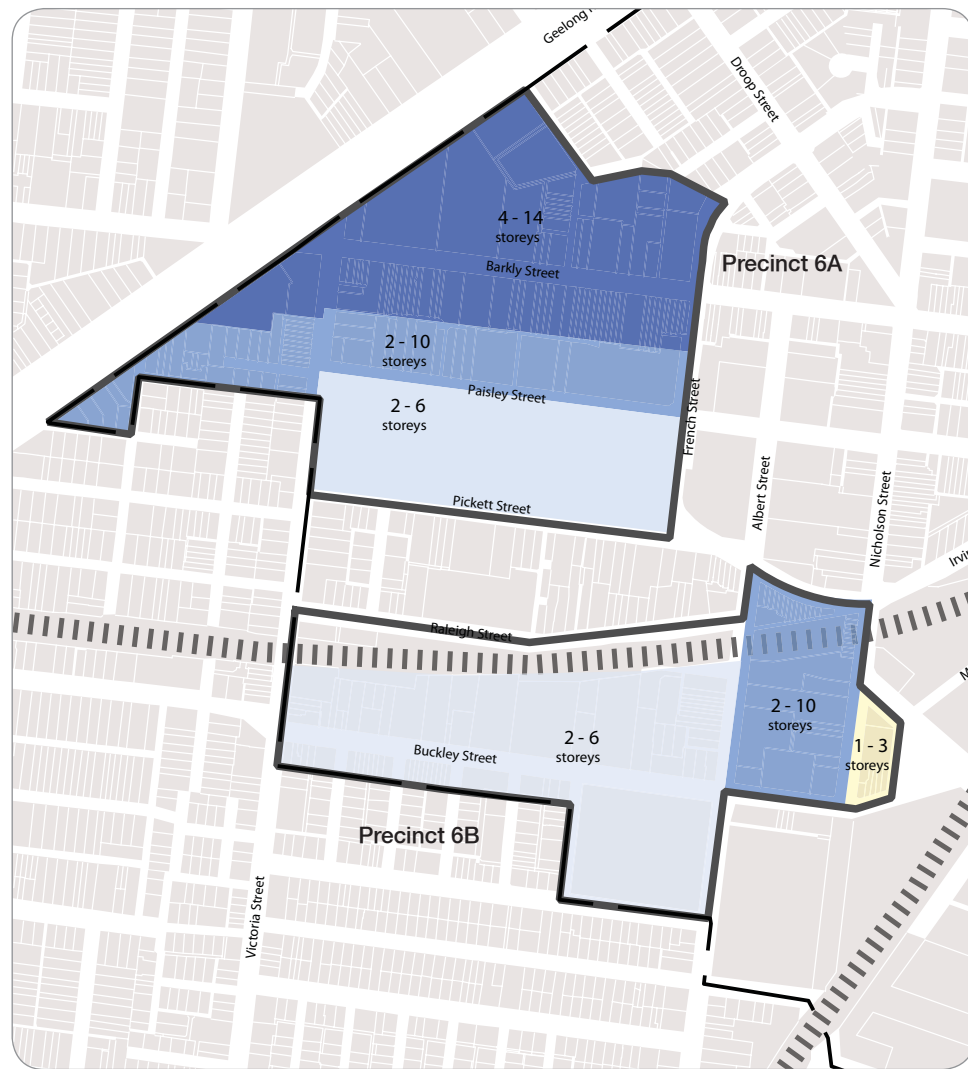 Geelong
Droop Street
4 - 14
storeys
Barkly Street
Precinct 6A
2 - 10
storeys
Paisley Street
2 - 6
storeys
French Street
Pickett Street
Albert Street
Nicholson Street
Raleigh Street
2 - 10
storeys
2 - 6
storeys
1 - 3
storeys
Buckley Street
Precinct 6B
Victoria Street